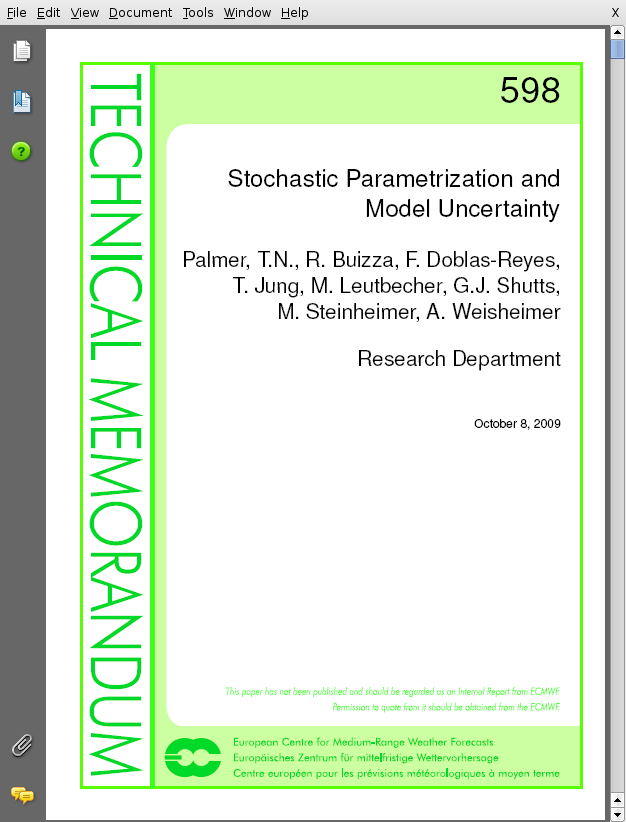 File Edit View Document Tools Window Help X
598
TECHNICAL MEMORANDUM
Stochastic Parametrization and
Model Uncertainty
Palmer, T.N., R. Buizza, F. Doblas-Reyes,
T. Jung, M. Leutbecher, G.J. Shutts,
M. Steinheimer, A. Weisheimer
Research Department
October 8, 2009
This paper has not been published and should be regarded as an Internal Report from ECMWF.
Permission to quote from it should be obtained from the ECMWF.
European Centre for Medium-Range Weather Forecasts
Europäisches Zentrum für mittelfristige Wettervorhersage
Centre européen pour les prévisions météorologiques à moyen terme